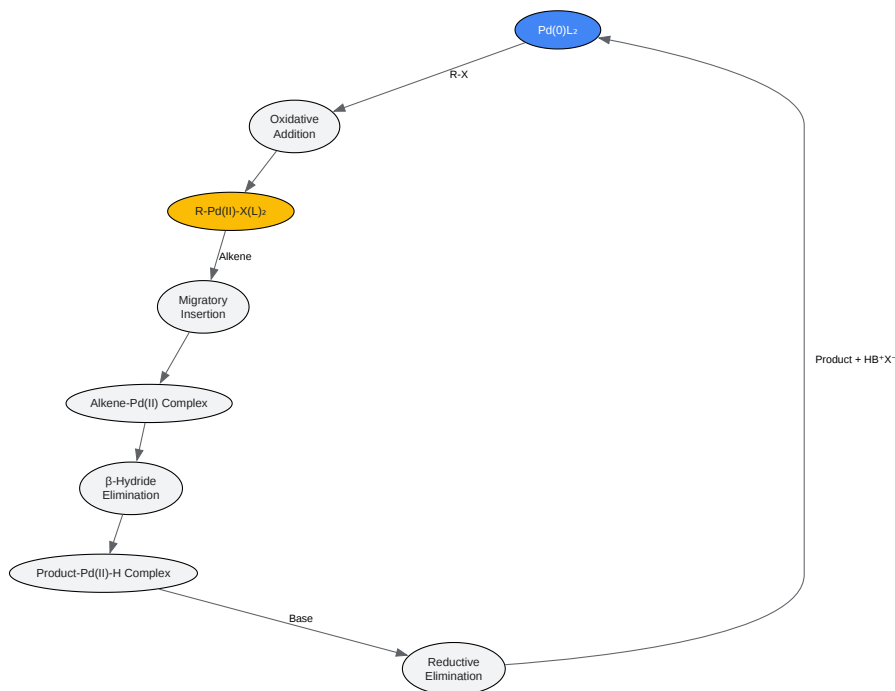 Pd(0)L₂
R-X
Oxidative
Addition
R-Pd(II)-X(L)₂
Alkene
Migratory
Insertion
Product + HB⁺X⁻
Alkene-Pd(II) Complex
β-Hydride
Elimination
Product-Pd(II)-H Complex
Base
Reductive
Elimination